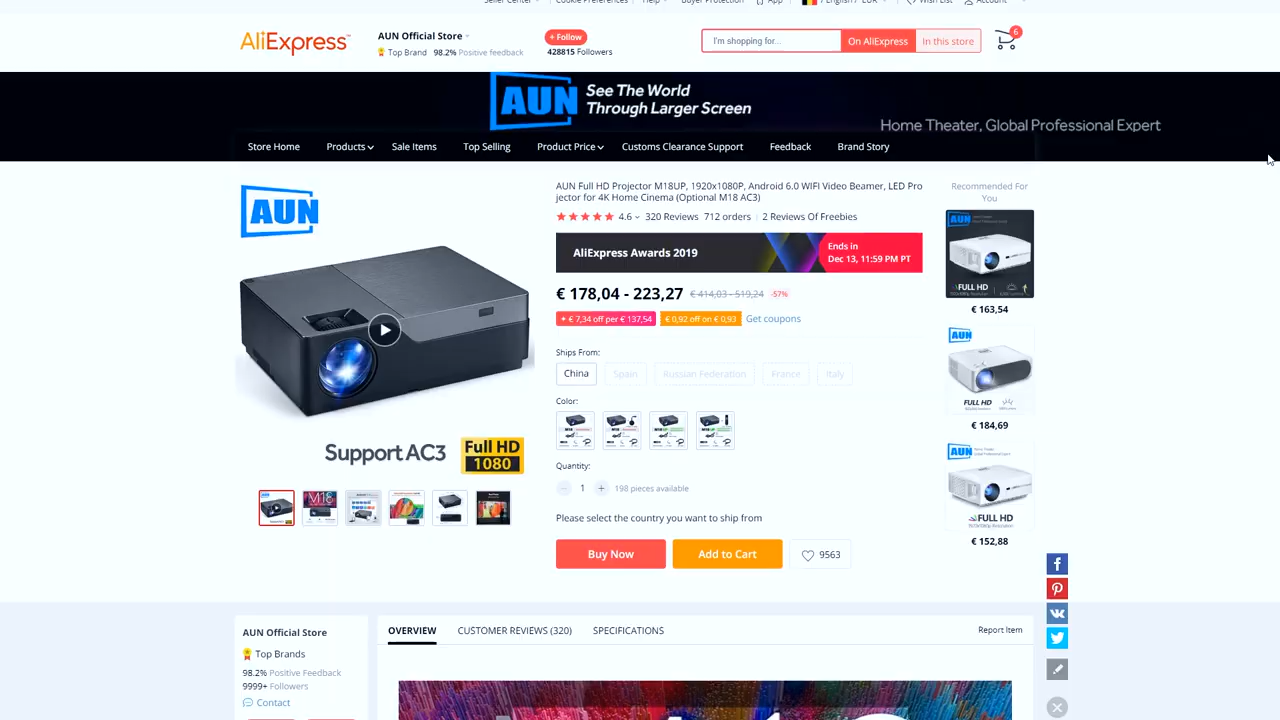 Seller Center
Cookie Preferences
Help
Buyer Protection
App
/ English / EUR
Wish List
Account
AliExpress™
AUN Official Store
Top Brand 98.2% Positive feedback
+ Follow
428815 Followers
I'm shopping for...
On AliExpress
In this store
6
AUN
See The World
Through Larger Screen
Home Theater, Global Professional Expert
Store Home
Products
Sale Items
Top Selling
Product Price
Customs Clearance Support
Feedback
Brand Story
AUN
Support AC3
Full HD
1080
AUN Full HD Projector M18UP, 1920x1080P, Android 6.0 WIFI Video Beamer, LED Pro
jector for 4K Home Cinema (Optional M18 AC3)
4.6
320 Reviews
712 orders
2 Reviews Of Freebies
AliExpress Awards 2019
Ends in
Dec 13, 11:59 PM PT
€ 178,04 - 223,27
€ 414,03 - 519,24
-57%
€ 7,34 off per € 137,54
€ 0,92 off on € 0,93
Get coupons
Ships From:
China
Spain
Russian Federation
France
Italy
Color:
Quantity:
1
198 pieces available
Please select the country you want to ship from
Buy Now
Add to Cart
9563
Recommended For
You
AUN
FULL HD
€ 163,54
AUN
FULL HD
€ 184,69
AUN
FULL HD
€ 152,88
AUN Official Store
Top Brands
98.2% Positive Feedback
9999+ Followers
Contact
OVERVIEW
CUSTOMER REVIEWS (320)
SPECIFICATIONS
Report Item